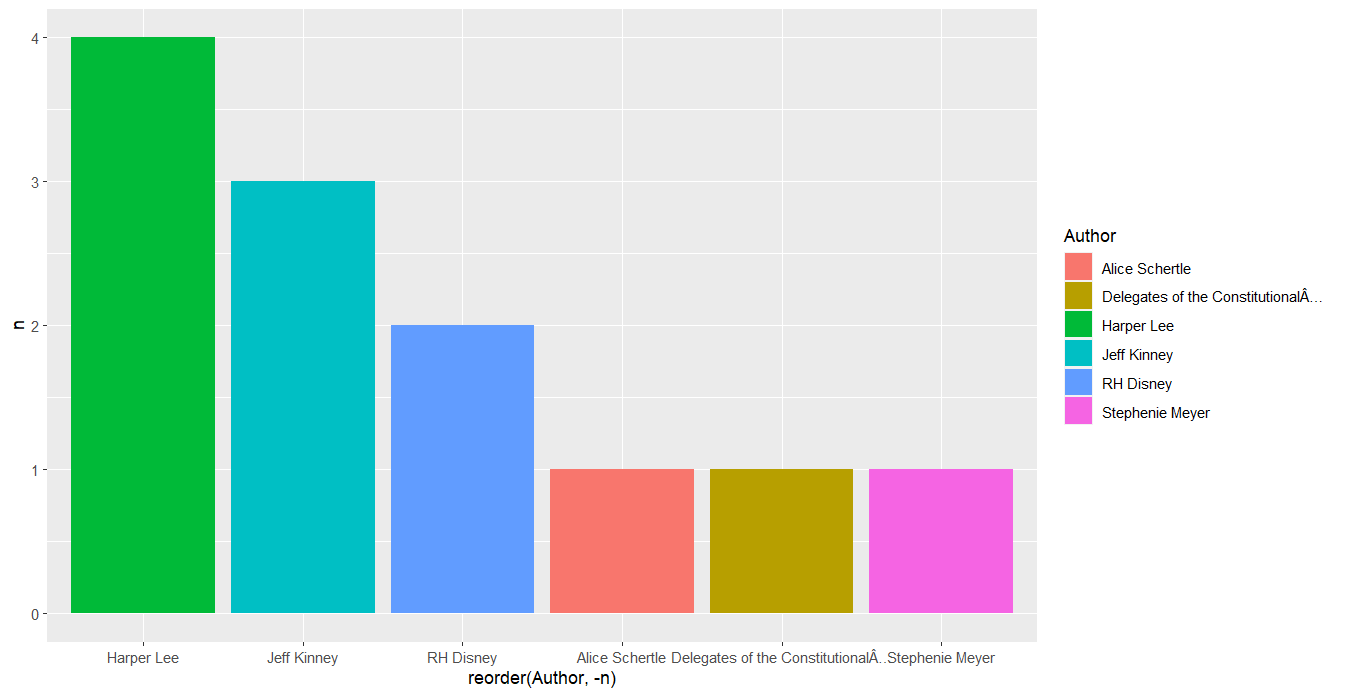 4
3
2
1
0
n
Harper Lee
Jeff Kinney
RH Disney
Alice Schertle
Delegates of the ConstitutionalÂ…
Stephenie Meyer
reorder(Author, -n)
Author
Alice Schertle
Delegates of the ConstitutionalÂ…
Harper Lee
Jeff Kinney
RH Disney
Stephenie Meyer